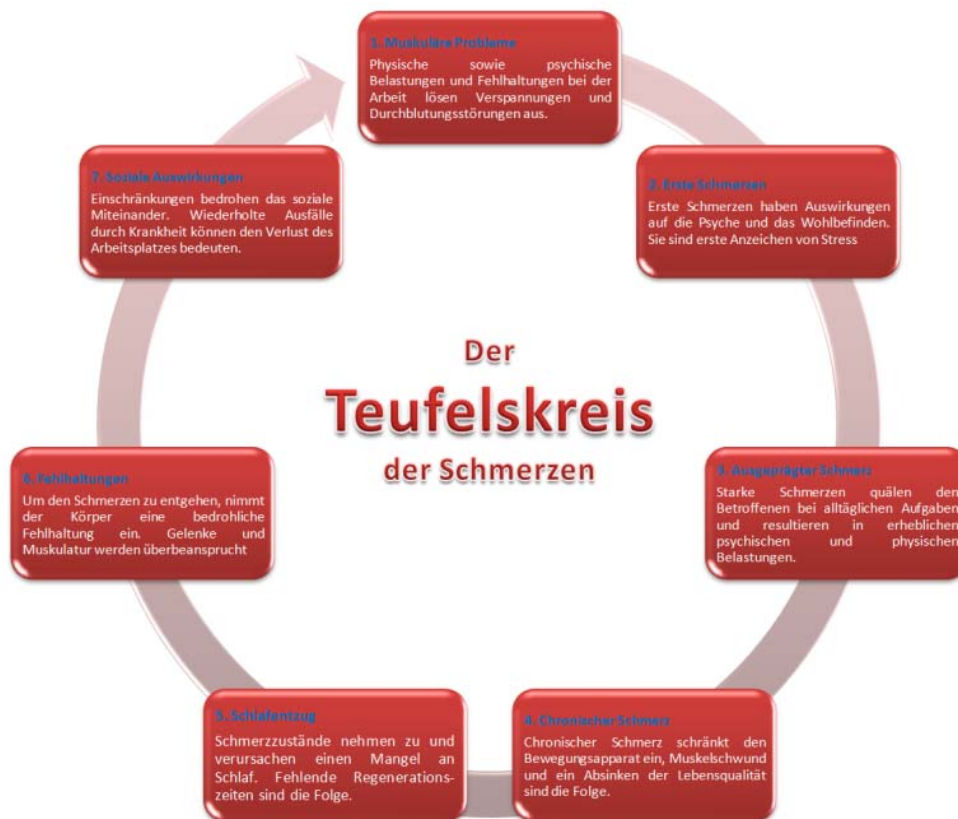 1. Muskuläre Probleme
Physische sowie psychische
Belastungen und Fehlhaltungen bei der
Arbeit lösen Verspannungen und
Durchblutungsstörungen aus.
2. Erste Schmerzen
Erste Schmerzen haben Auswirkungen
auf die Psyche und das Wohlbefinden.
Sie sind erste Anzeichen von Stress
3. Ausgeprägter Schmerz
Starke Schmerzen quälen den
Betroffenen bei alltäglichen Aufgaben
und resultieren in erheblichen
psychischen und physischen
Belastungen.
4. Chronischer Schmerz
Chronischer Schmerz schränkt den
Bewegungsapparat ein, Muskelschwund
und ein Absinken der Lebensqualität
sind die Folge.
5. Schlafentzug
Schmerzzustände nehmen zu und
verursachen einen Mangel an
Schlaf. Fehlende Regenerations-
zeiten sind die Folge.
6. Fehlhaltungen
Um den Schmerzen zu entgehen, nimmt
der Körper eine bedrohliche
Fehlhaltung ein. Gelenke und
Muskulatur werden überbeansprucht
7. Soziale Auswirkungen
Einschränkungen bedrohen das soziale
Miteinander. Wiederholte Ausfälle
durch Krankheit können den Verlust des
Arbeitsplatzes bedeuten.
Der
Teufelskreis
der Schmerzen